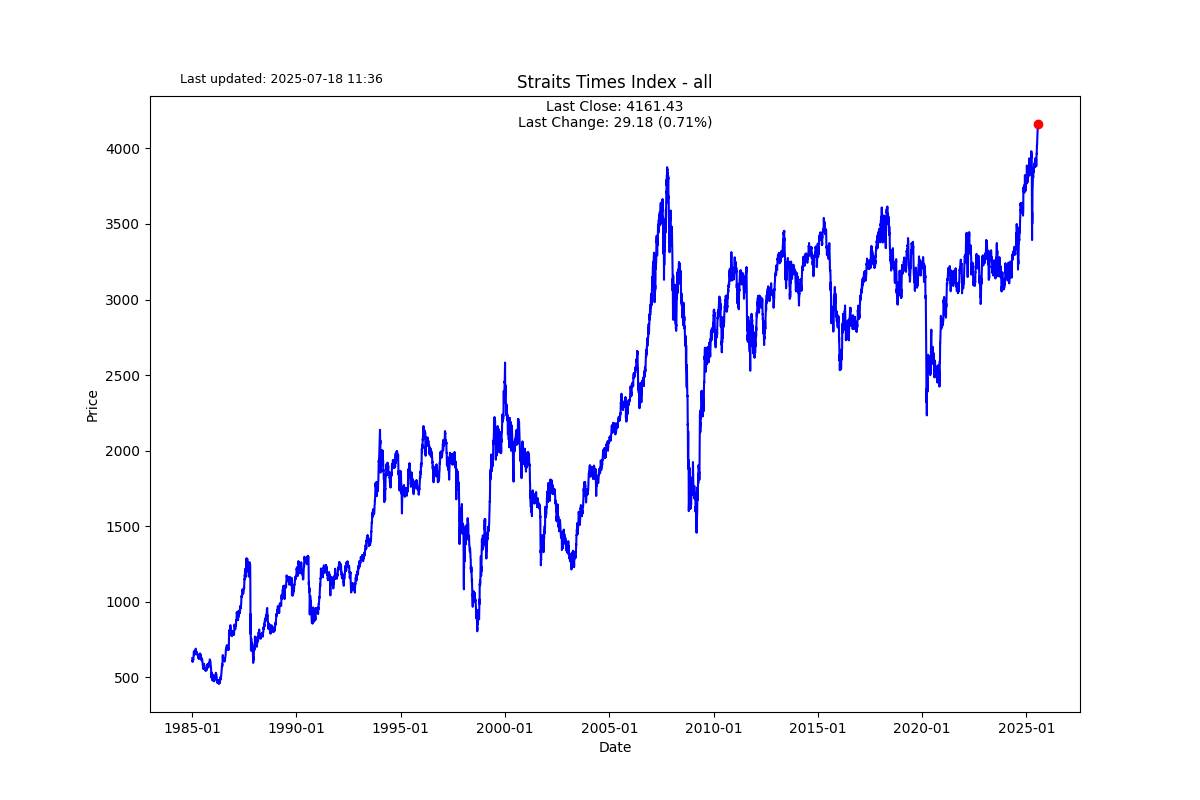 Last updated: 2025-07-18 11:36
Straits Times Index - all
Last Close: 4161.43
Last Change: 29.18 (0.71%)
4000
3500
3000
2500
2000
1500
1000
500
Price
1985-01 1990-01 1995-01 2000-01 2005-01 2010-01 2015-01 2020-01 2025-01
Date